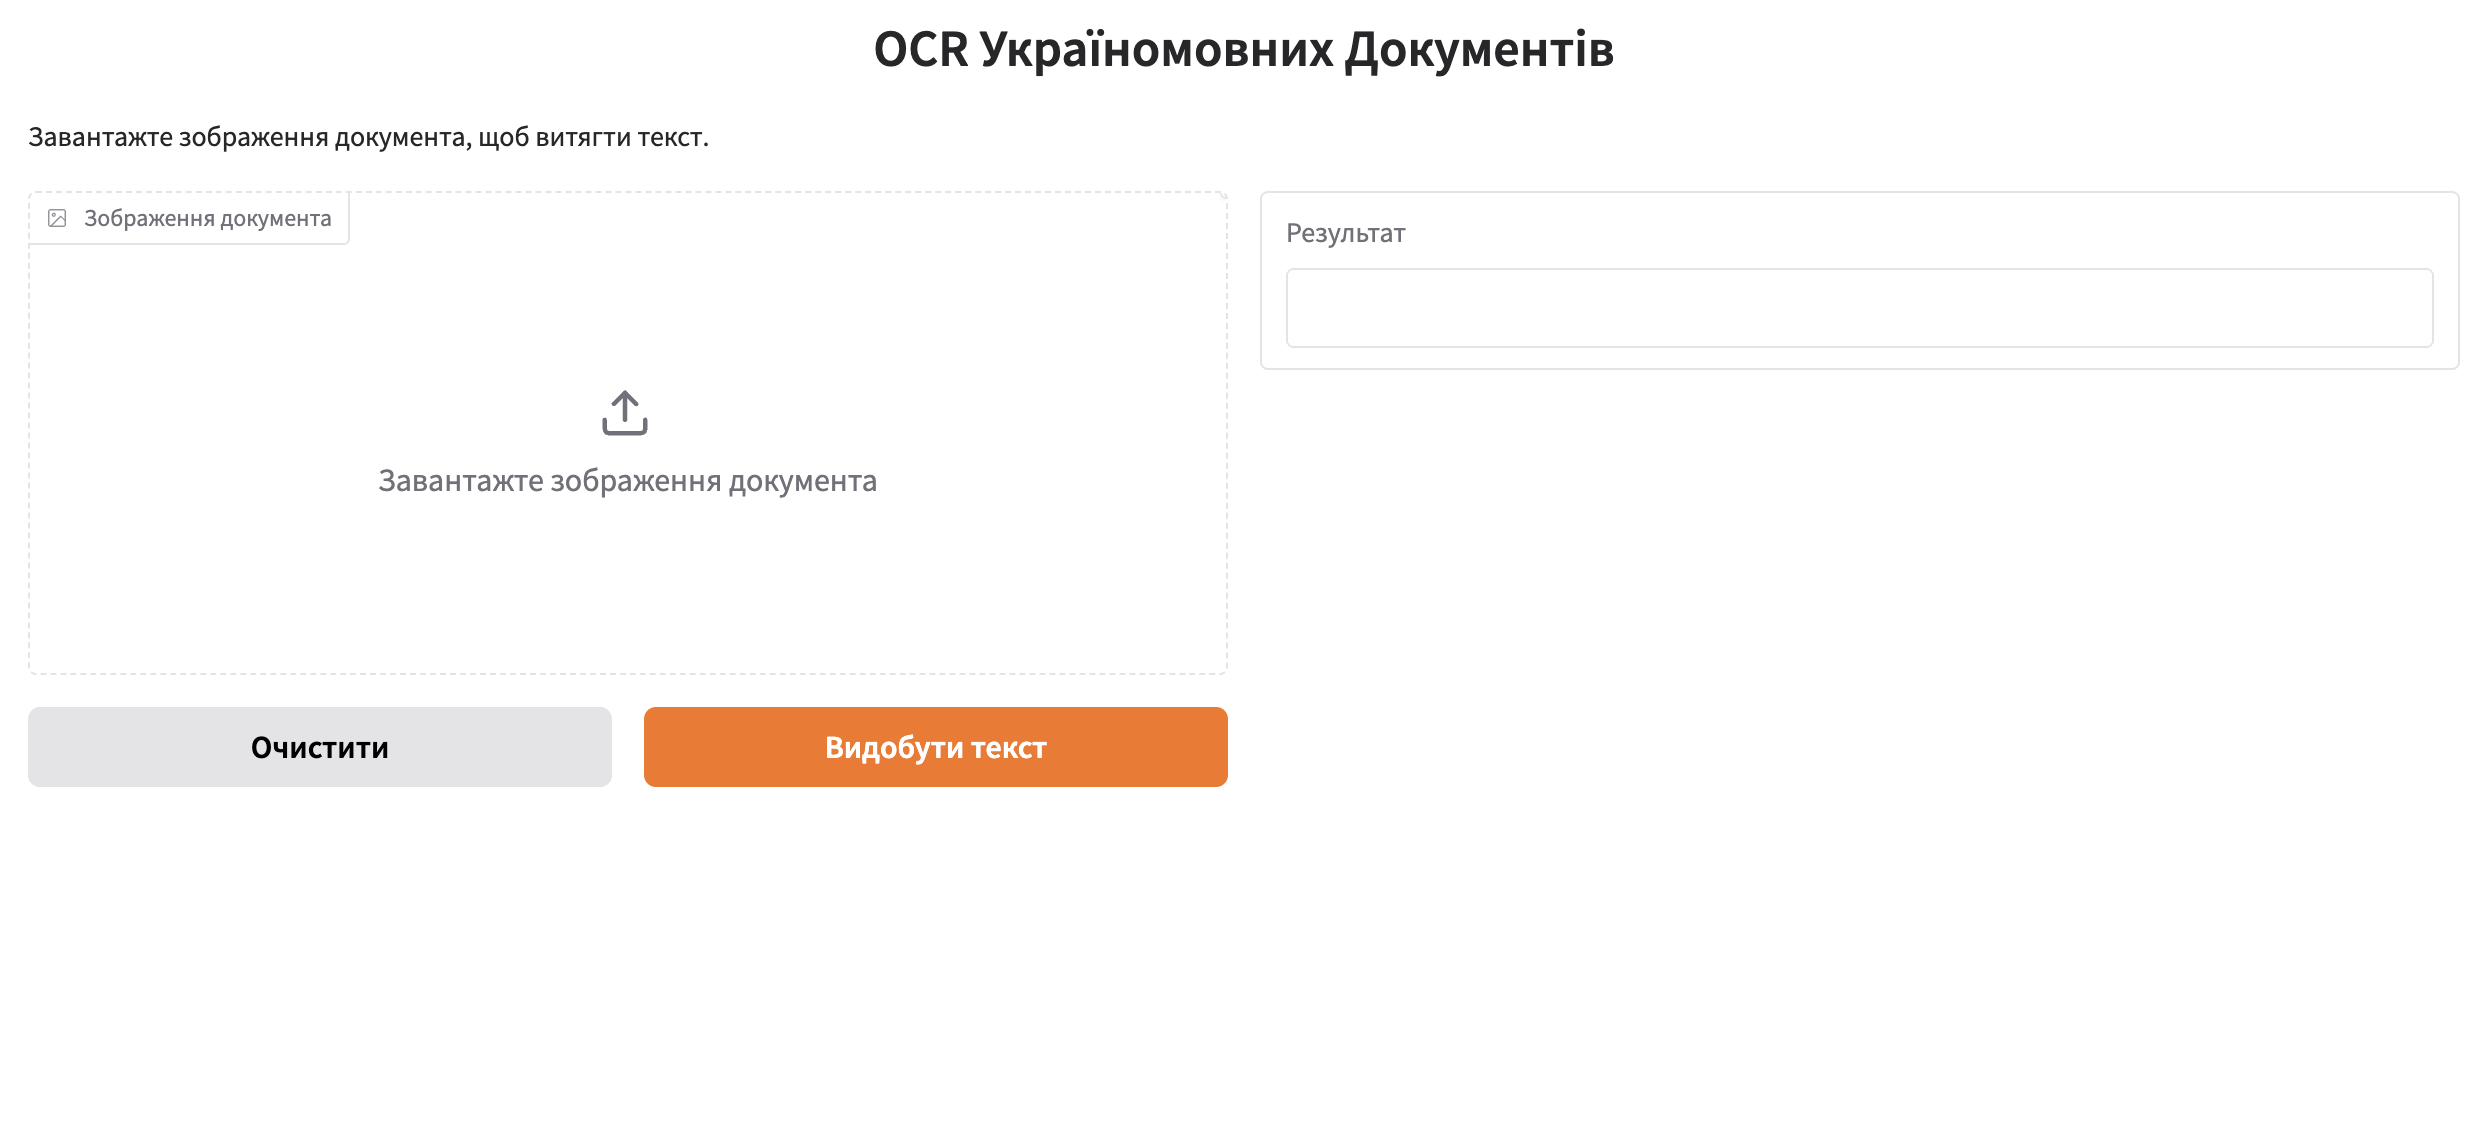 OCR Україномовних Документів
Завантажте зображення документа, щоб витягти текст.
Зображення документа
Завантажте зображення документа
Очистити
Видобути текст
Результат